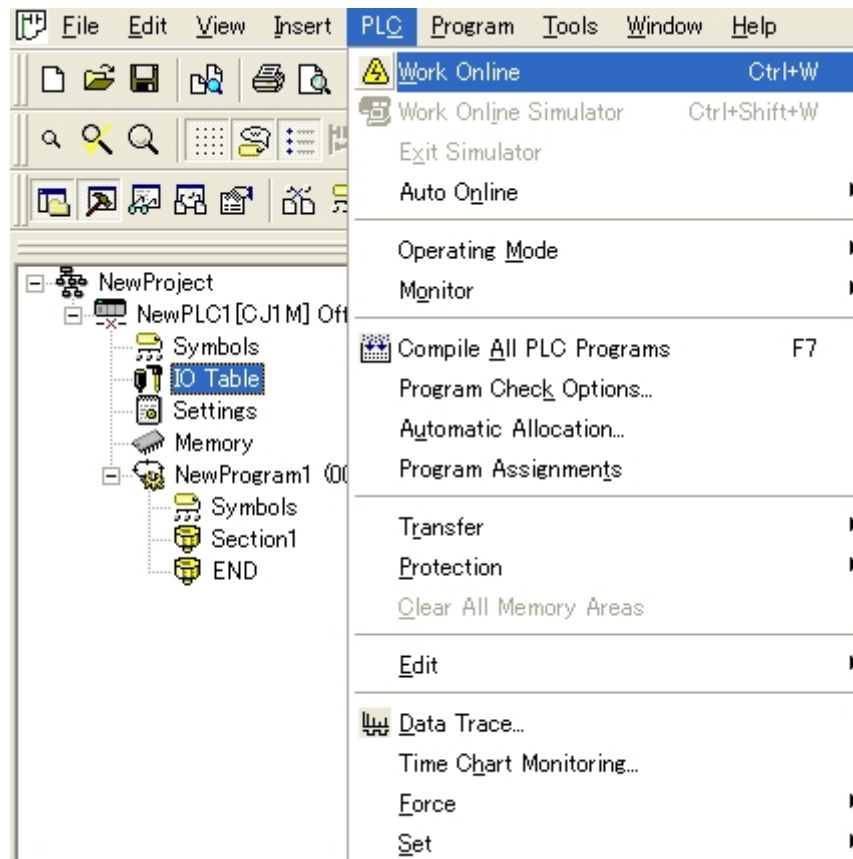 File Edit View Insert PLC Program Tools Window Help
Work Online Ctrl+W
Work Online Simulator Ctrl+Shift+W
Exit Simulator
Auto Online
Operating Mode
Monitor
Compile All PLC Programs F7
Program Check Options...
Automatic Allocation...
Program Assignments
Transfer
Protection
Clear All Memory Areas
Edit
Data Trace...
Time Chart Monitoring...
Force
Set
NewProject
NewPLC1[CJ1M] Off
Symbols
IO Table
Settings
Memory
NewProgram1 (00
Symbols
Section1
END